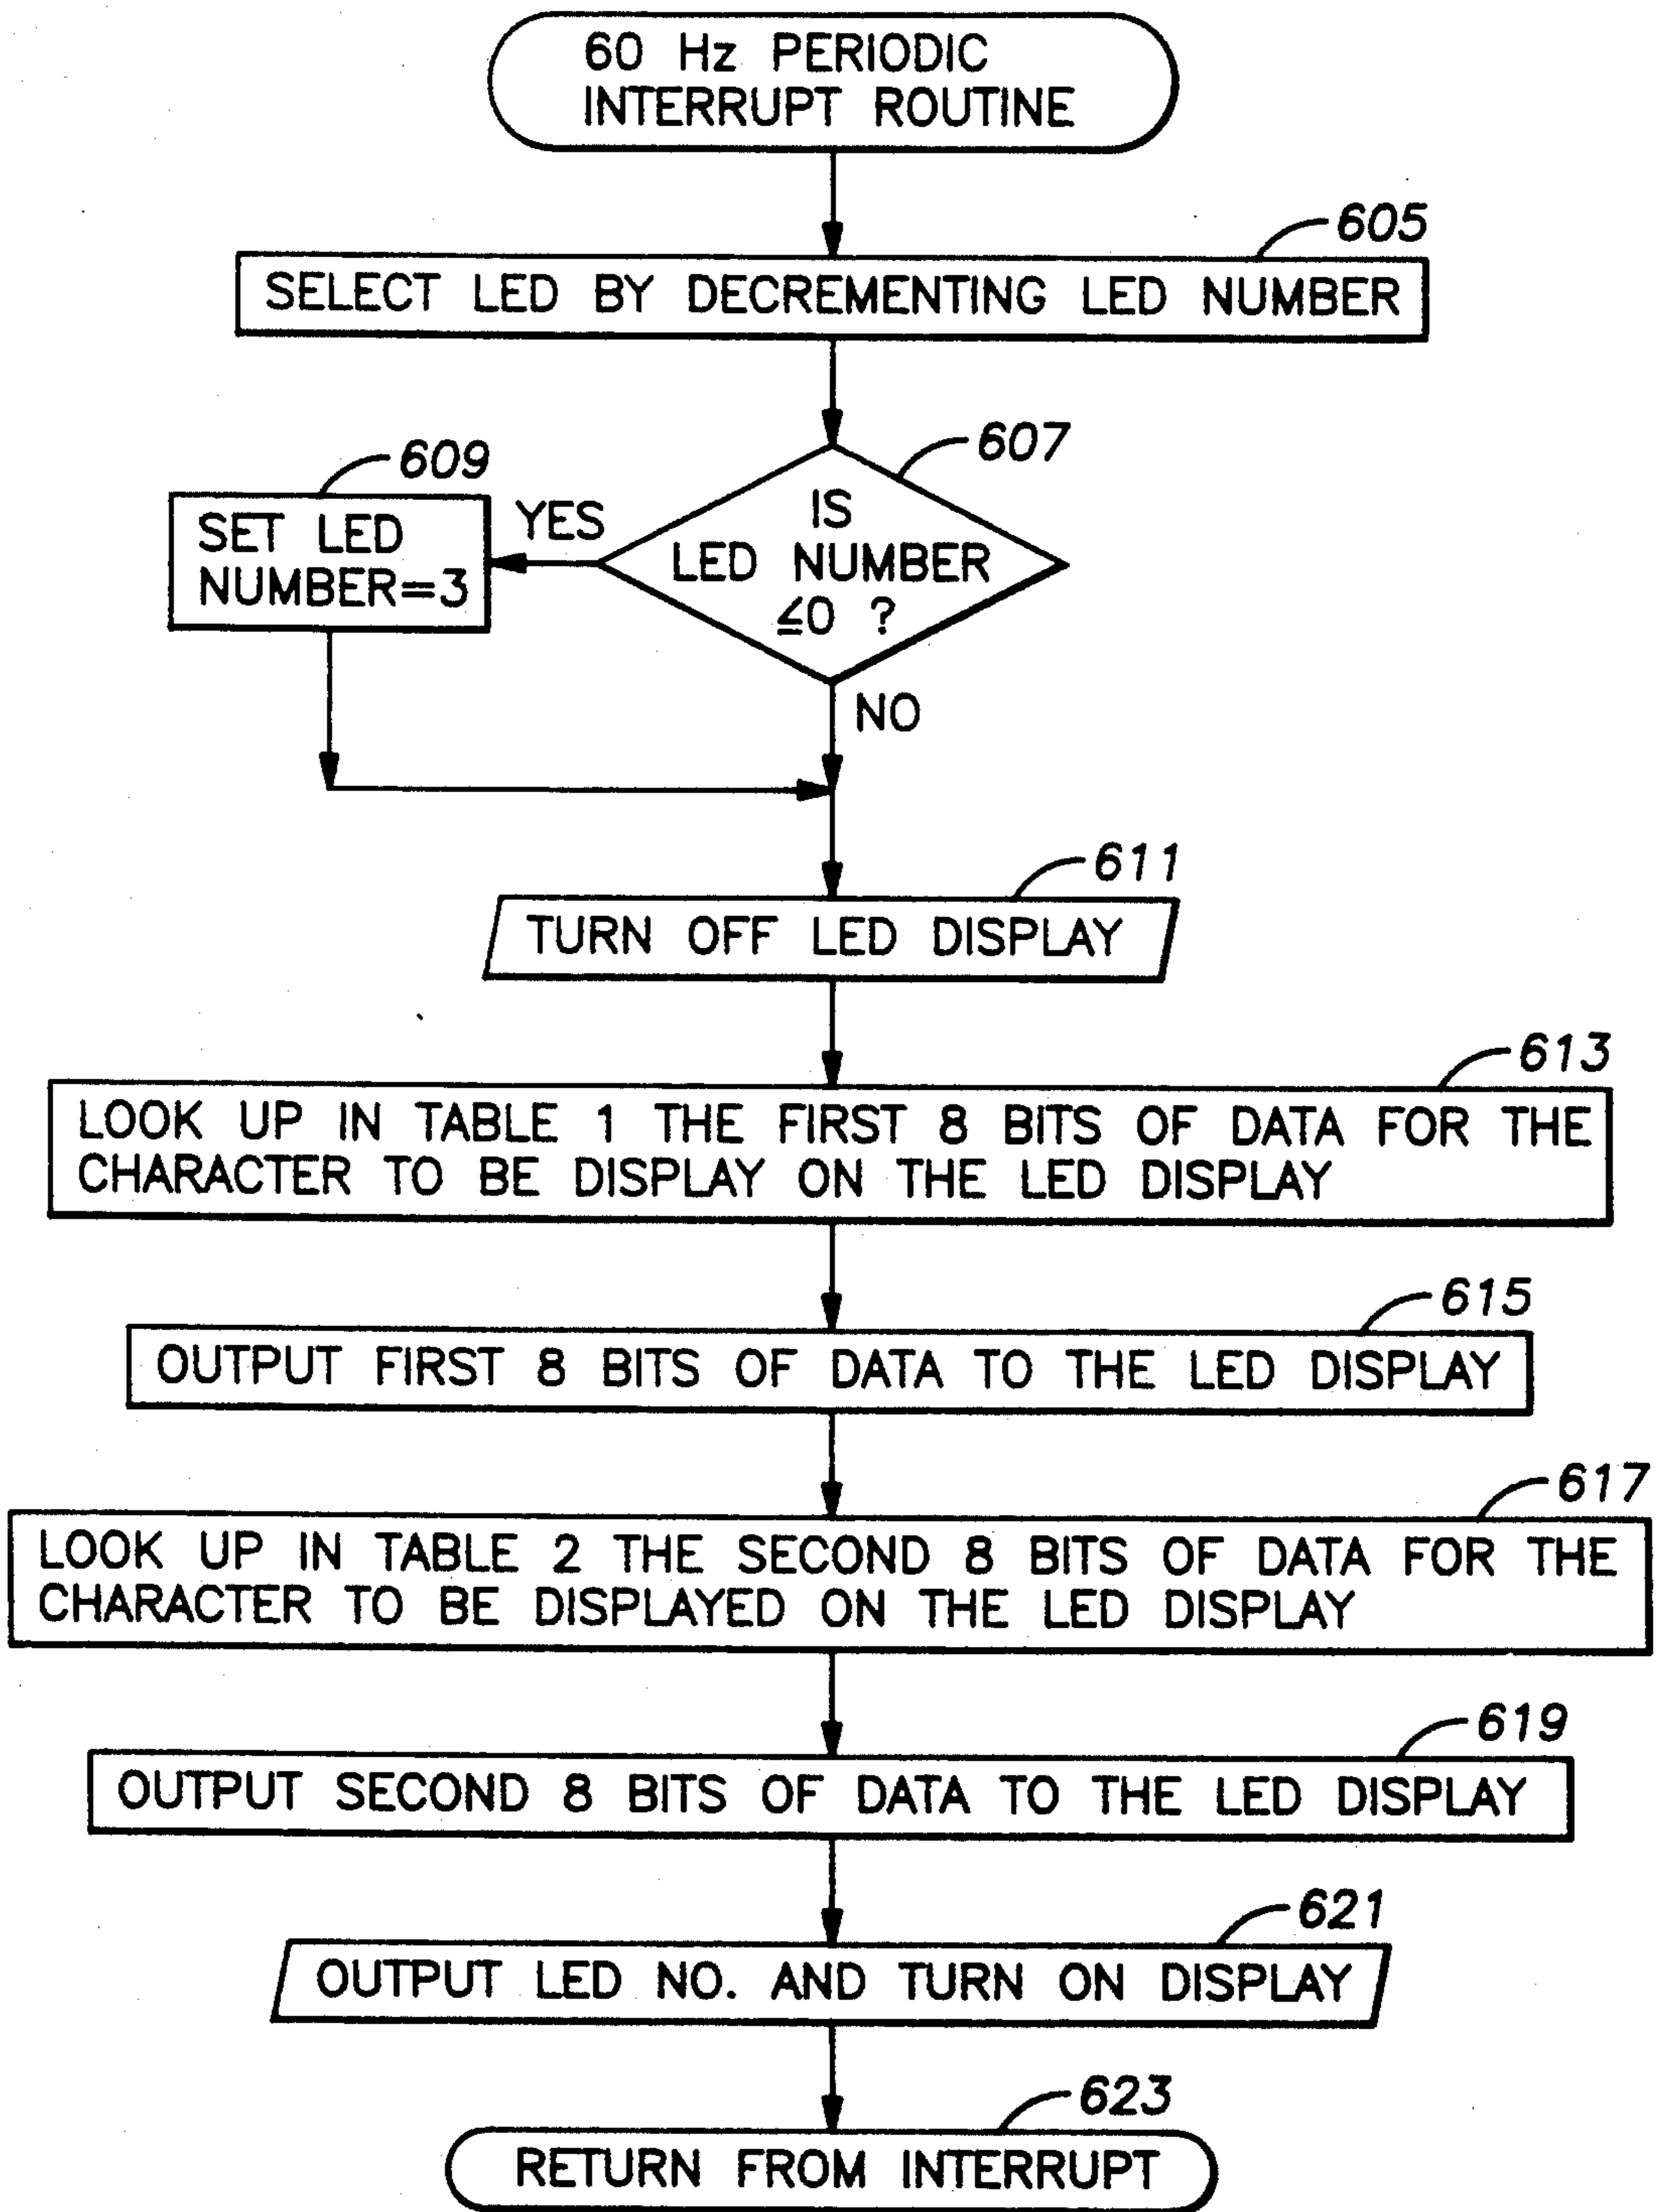 60 Hz PERIODIC
INTERRUPT ROUTINE
605
SELECT LED BY DECREMENTING LED NUMBER
607
609
IS
LED NUMBER
≤0 ?
YES
SET LED
NUMBER=3
NO
611
TURN OFF LED DISPLAY
613
LOOK UP IN TABLE 1 THE FIRST 8 BITS OF DATA FOR THE
CHARACTER TO BE DISPLAY ON THE LED DISPLAY
615
OUTPUT FIRST 8 BITS OF DATA TO THE LED DISPLAY
617
LOOK UP IN TABLE 2 THE SECOND 8 BITS OF DATA FOR THE
CHARACTER TO BE DISPLAYED ON THE LED DISPLAY
619
OUTPUT SECOND 8 BITS OF DATA TO THE LED DISPLAY
621
OUTPUT LED NO. AND TURN ON DISPLAY
623
RETURN FROM INTERRUPT